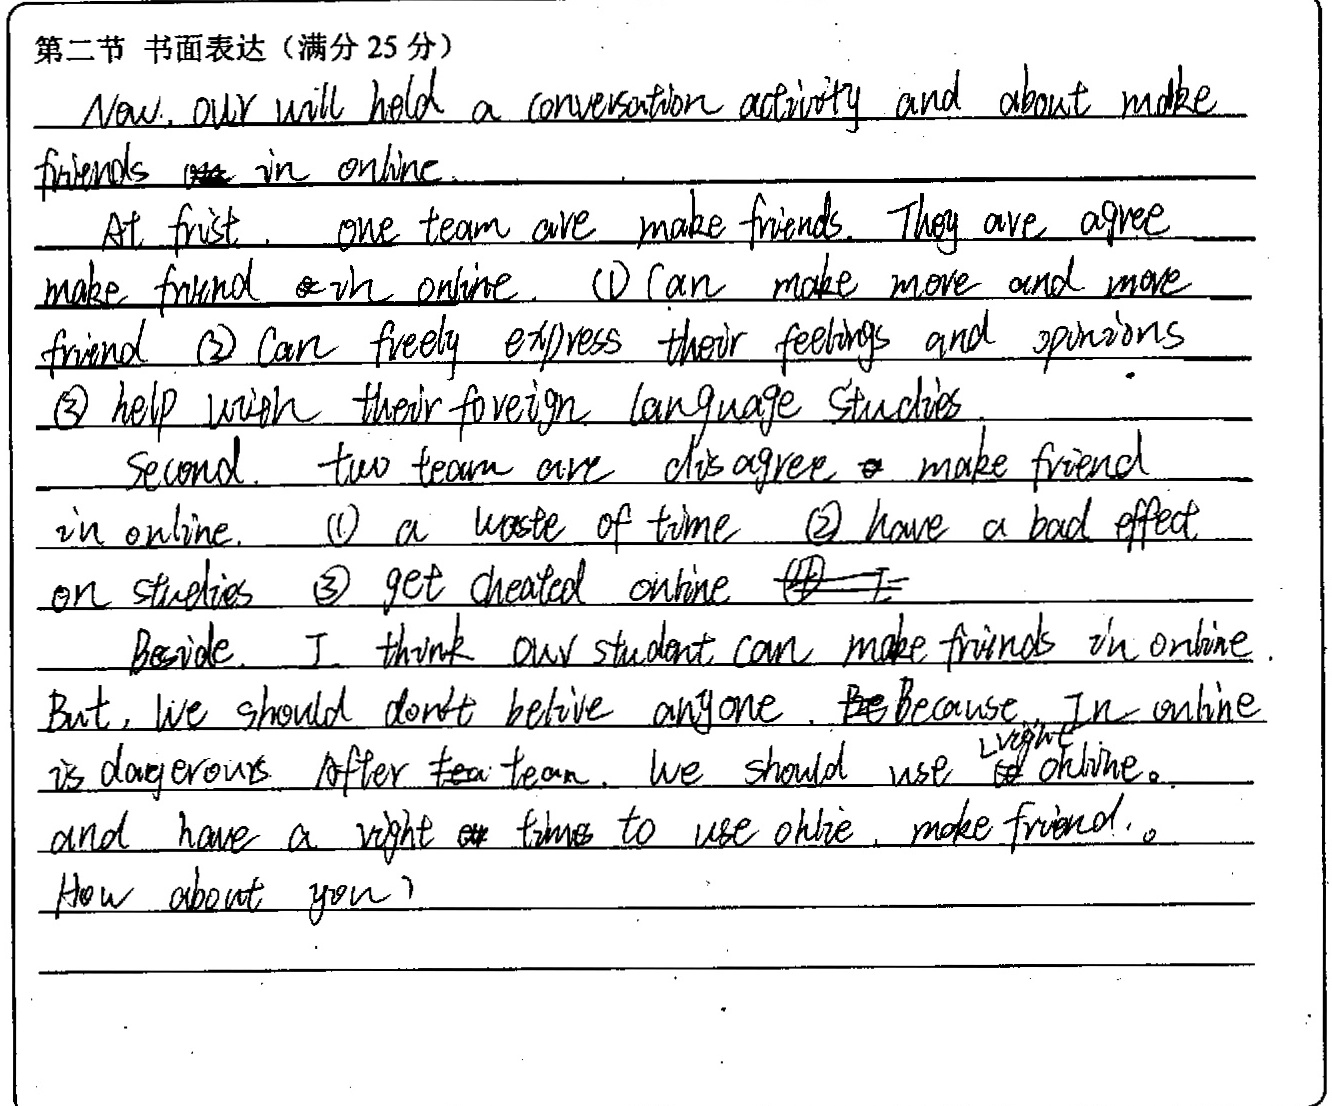 第二节 书面表达（满分 25 分）
Now, our will hold a conversation activity and about make
friends in online.
At frist. one team are make friends. They are agree
make friend in online. (1) Can make more and more
friend (2) Can freely express their feelings and opinions
(3) help with their foreign language studies.
Second. two team are disagree make friend
in online. (1) a waste of time (2) have a bad effect
on studies (3) get cheated online
Beside. I think our student can make frinds in online.
But, we should don't belive anyone. Because, In online
is dangerous After team. We should use right online。
and have a right times to use onlie, make friend.。
How about you?